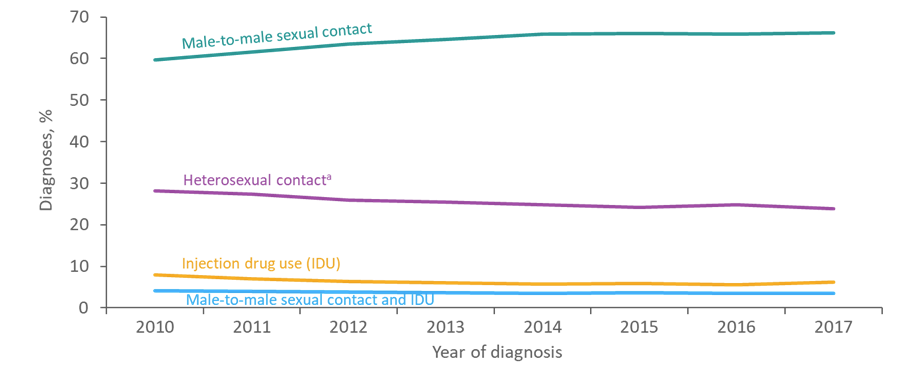 70
60
50
40
30
20
10
0
Diagnoses, %
Male-to-male sexual contact
Heterosexual contactᵃ
Injection drug use (IDU)
Male-to-male sexual contact and IDU
2010 2011 2012 2013 2014 2015 2016 2017
Year of diagnosis